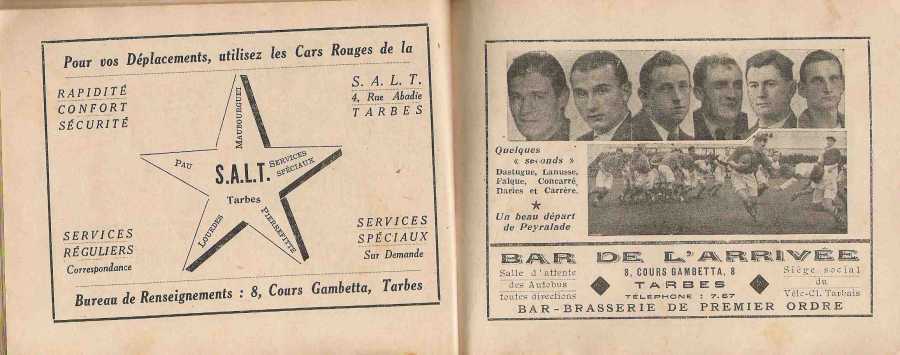 Pour vos Déplacements, utilisez les Cars Rouges de la
RAPIDITÉ
CONFORT
SÉCURITÉ
S. A. L. T.
4, Rue Abadie
TARBES
MAUBOURGUET
PAU
S.A.L.T.
SERVICES
SPÉCIAUX
Tarbes
LOURDES
PIERREFITTE
SERVICES
RÉGULIERS
Correspondance
SERVICES
SPÉCIAUX
Sur Demande
Bureau de Renseignements : 8, Cours Gambetta, Tarbes
Quelques
« seconds »
Dastugue, Lanusse,
Falque, Concarré,
Daries et Carrère.
Un beau départ
de Peyralade
BAR DE L'ARRIVÉE
Salle d'attente
des Autobus
toutes directions
8, COURS GAMBETTA, 8
TARBES
TÉLÉPHONE : 7.67
Siège social
du
Vélo-Cl. Tarbais
BAR-BRASSERIE DE PREMIER ORDRE